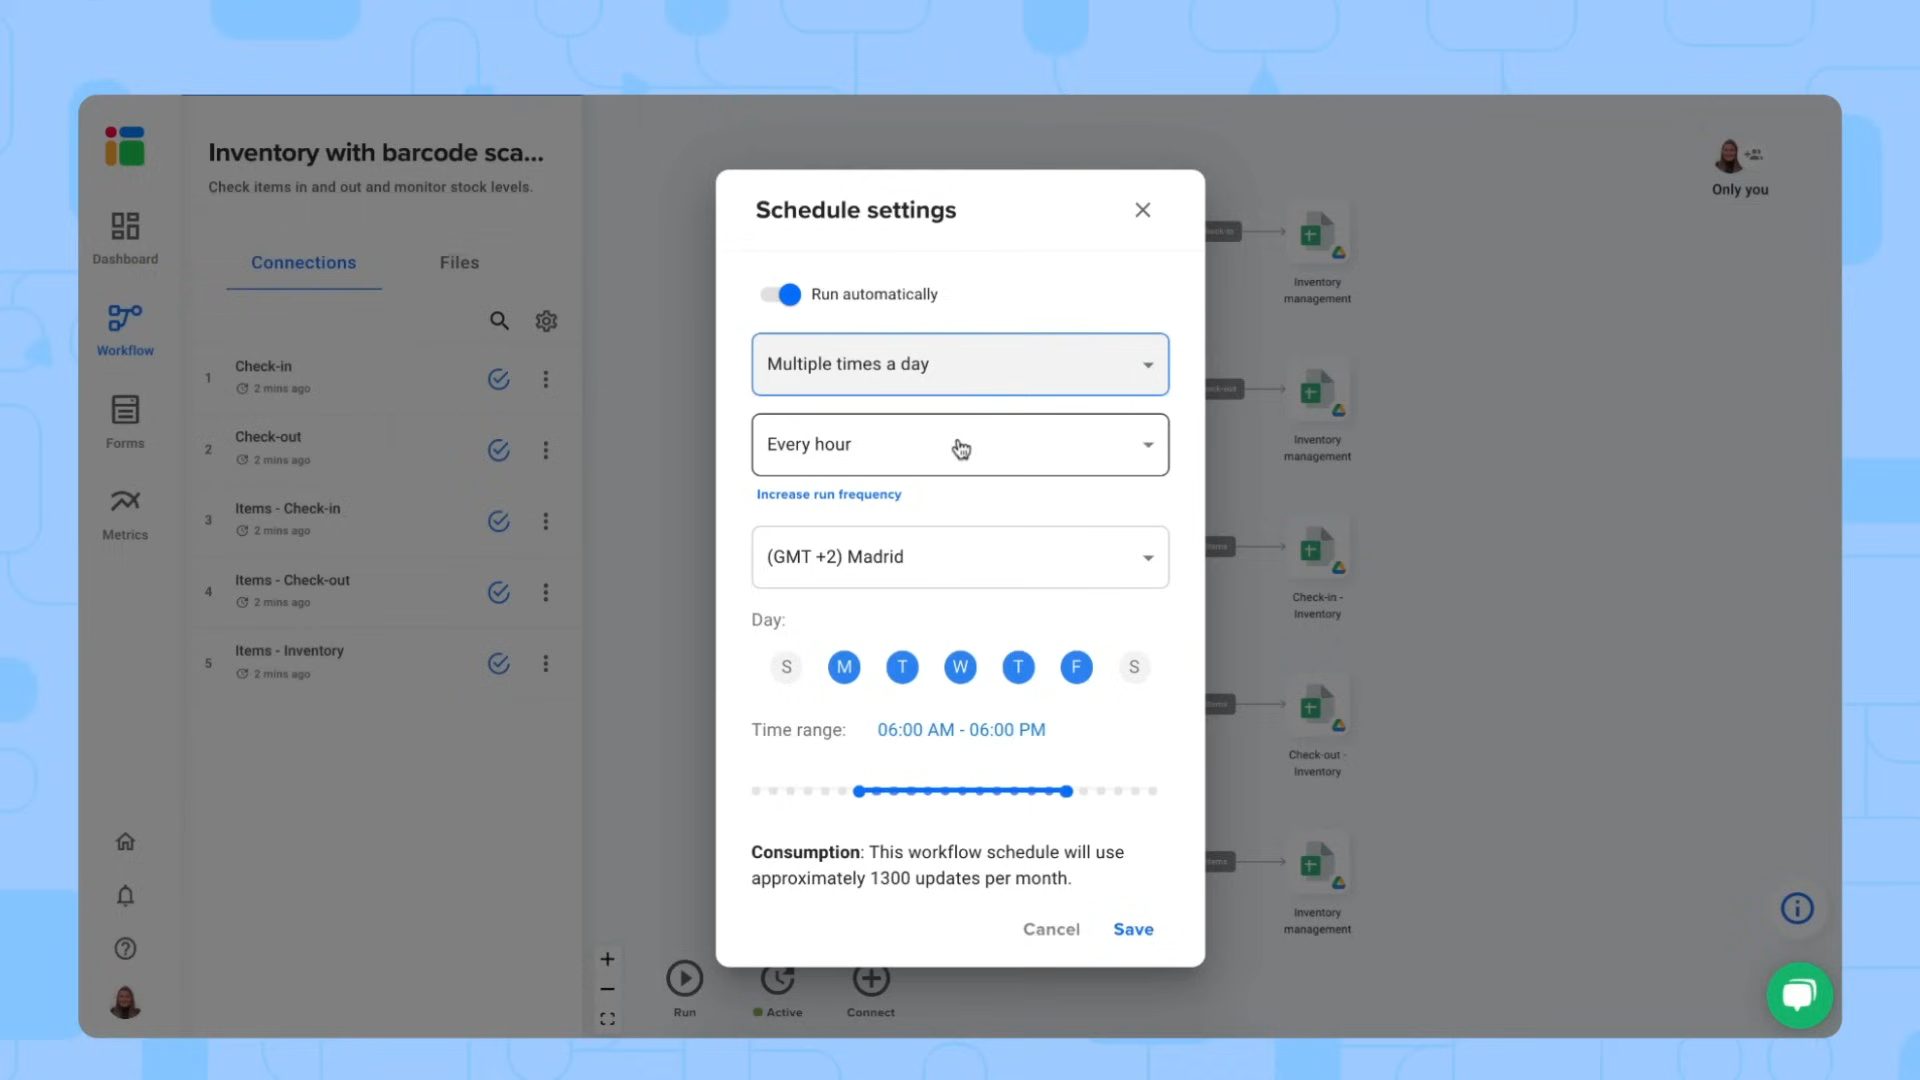 Inventory with barcode sca...
Check items in and out and monitor stock levels.
Dashboard
Workflow
Forms
Metrics
Connections
Files
1
Check-in
2 mins ago
2
Check-out
2 mins ago
3
Items - Check-in
2 mins ago
4
Items - Check-out
2 mins ago
5
Items - Inventory
2 mins ago
Schedule settings
Run automatically
Multiple times a day
Every hour
Increase run frequency
(GMT +2) Madrid
Day:
S M T W T F S
Time range: 06:00 AM - 06:00 PM
Consumption: This workflow schedule will use
approximately 1300 updates per month.
Cancel
Save
Run
Active
Connect
Only you
Inventory
management
Inventory
management
Check-in -
Inventory
Check-out -
Inventory
Inventory
management